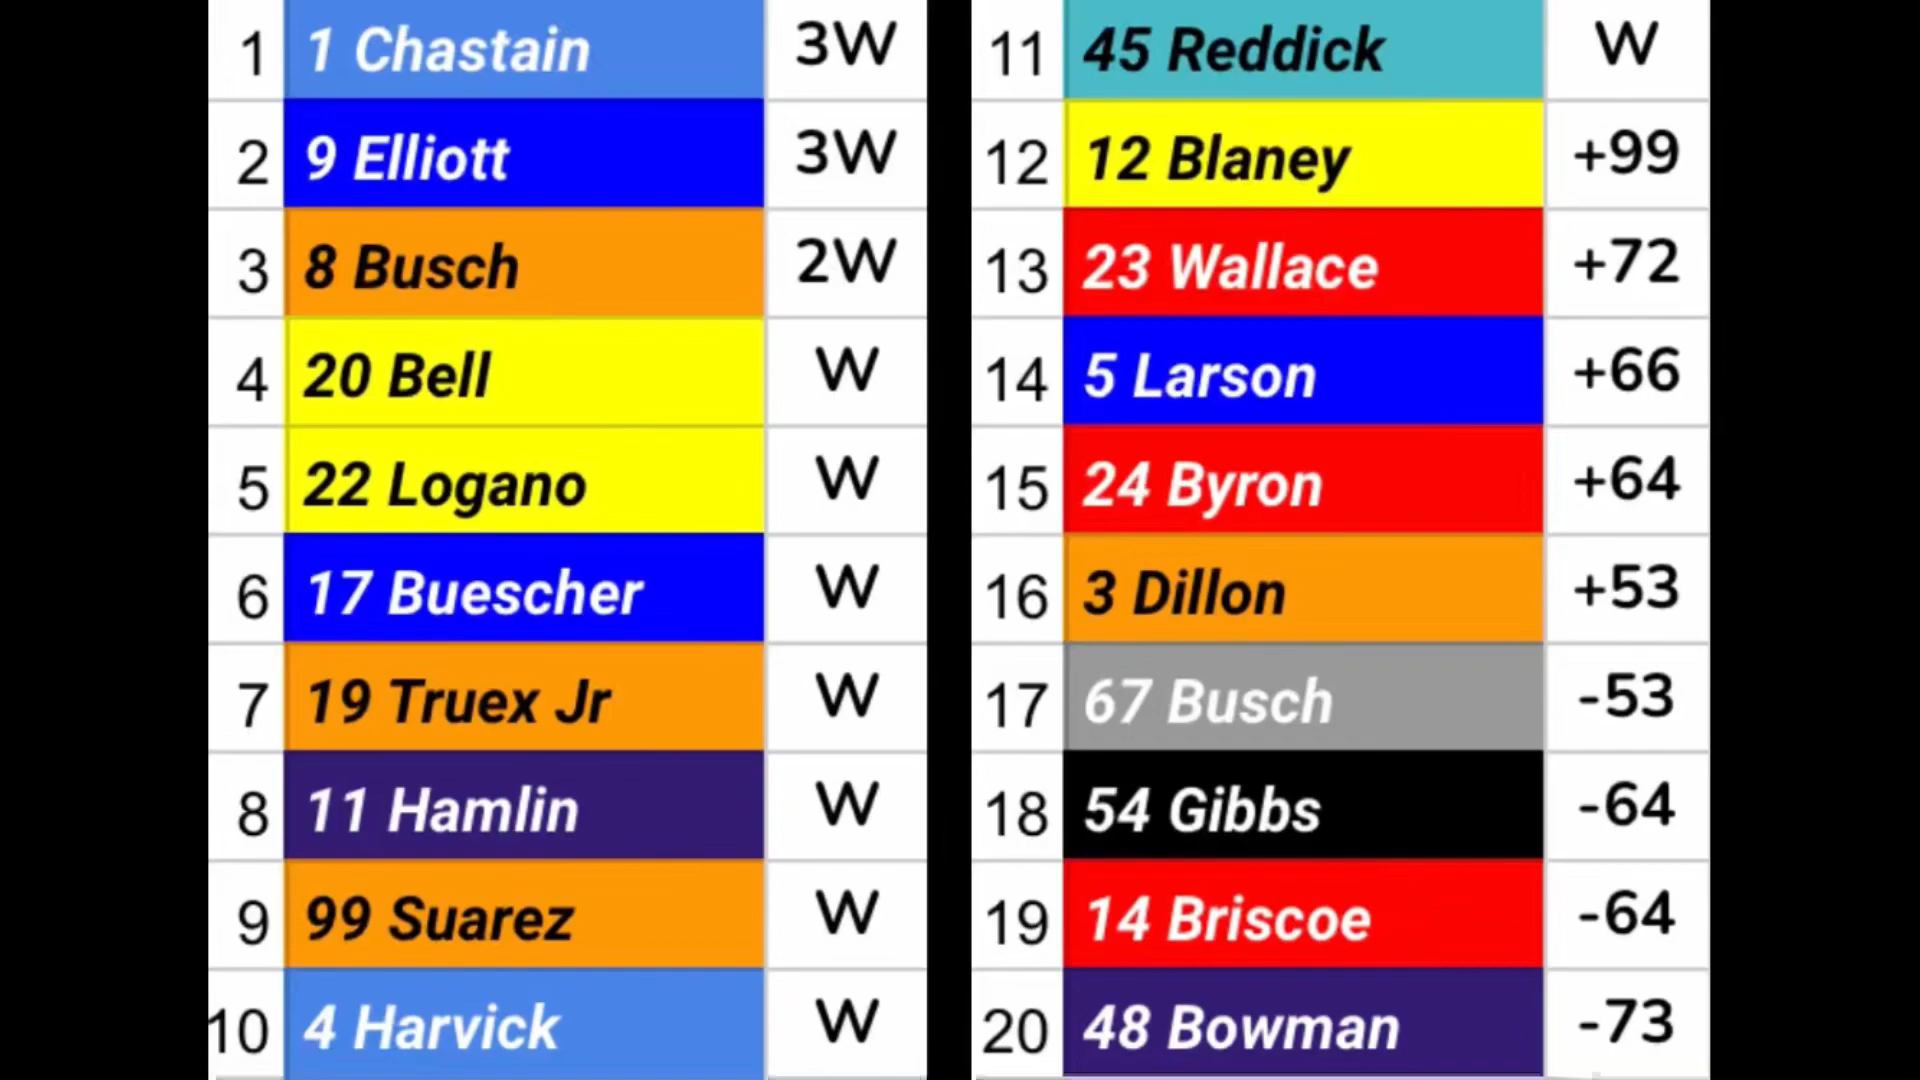 1 1 Chastain 3W
2 9 Elliott 3W
3 8 Busch 2W
4 20 Bell W
5 22 Logano W
6 17 Buescher W
7 19 Truex Jr W
8 11 Hamlin W
9 99 Suarez W
10 4 Harvick W
11 45 Reddick W
12 12 Blaney +99
13 23 Wallace +72
14 5 Larson +66
15 24 Byron +64
16 3 Dillon +53
17 67 Busch -53
18 54 Gibbs -64
19 14 Briscoe -64
20 48 Bowman -73